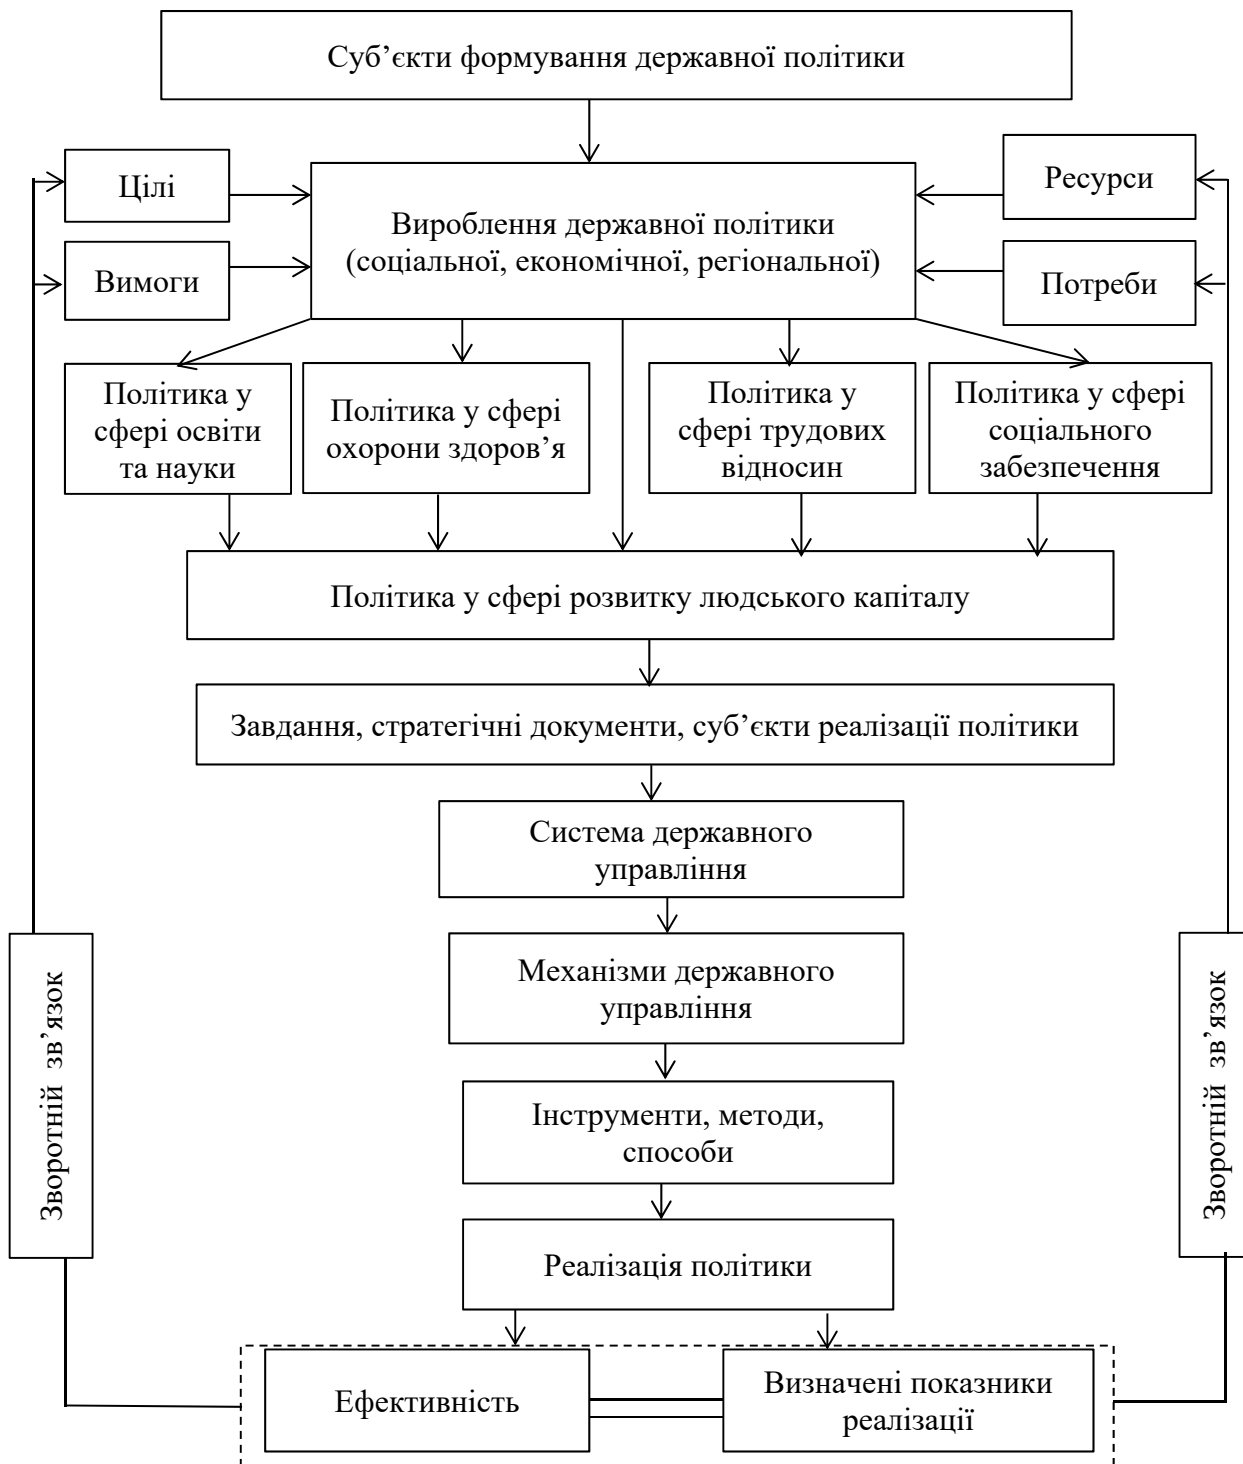 Суб’єкти формування державної політики
Цілі
Вимоги
Вироблення державної політики
(соціальної, економічної, регіональної)
Ресурси
Потреби
Політика у
сфері освіти
та науки
Політика у сфері
охорони здоров’я
Політика у
сфері трудових
відносин
Політика у сфері
соціального
забезпечення
Політика у сфері розвитку людського капіталу
Завдання, стратегічні документи, суб’єкти реалізації політики
Система державного
управління
Механізми державного
управління
Інструменти, методи,
способи
Реалізація політики
Ефективність
Визначені показники
реалізації
Зворотній зв’язок
Зворотній зв’язок